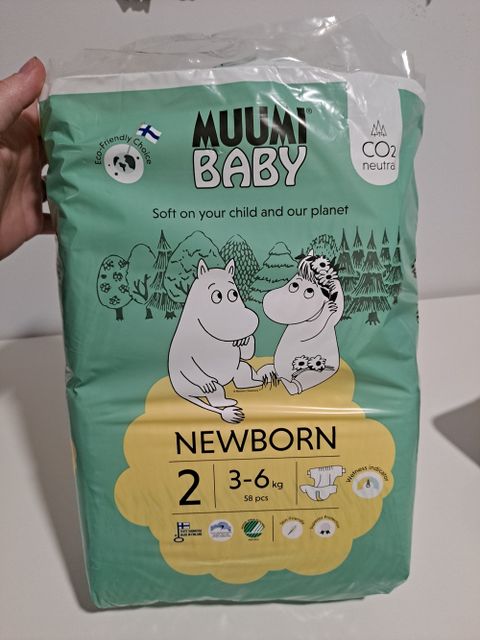 MUUMI
BABY
Eco-Friendly Choice
CO2
neutral
Soft on your child and our planet
NEWBORN
2
3-6 kg
58 pcs
Wetness indicator